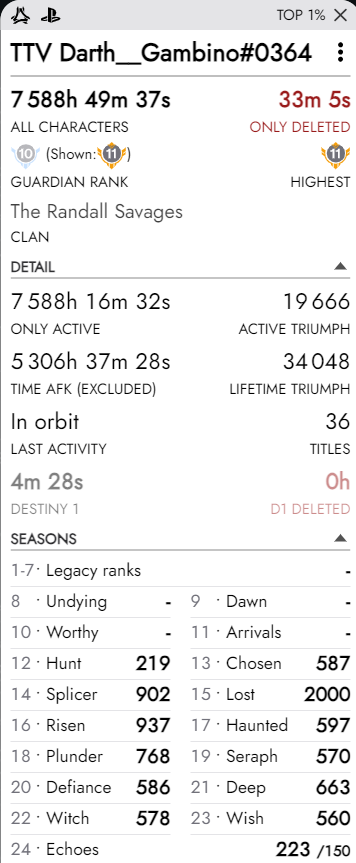 TOP 1%
TTV Darth__Gambino#0364
7 588h 49m 37s 33m 5s
ALL CHARACTERS ONLY DELETED
10 (Shown: 11) 11
GUARDIAN RANK HIGHEST
The Randall Savages
CLAN
DETAIL
7 588h 16m 32s 19 666
ONLY ACTIVE ACTIVE TRIUMPH
5 306h 37m 28s 34 048
TIME AFK (EXCLUDED) LIFETIME TRIUMPH
In orbit 36
LAST ACTIVITY TITLES
4m 28s 0h
DESTINY 1 D1 DELETED
SEASONS
1-7 · Legacy ranks -
8 · Undying - 9 · Dawn -
10 · Worthy - 11 · Arrivals -
12 · Hunt 219 13 · Chosen 587
14 · Splicer 902 15 · Lost 2000
16 · Risen 937 17 · Haunted 597
18 · Plunder 768 19 · Seraph 570
20 · Defiance 586 21 · Deep 663
22 · Witch 578 23 · Wish 560
24 · Echoes 223 /150